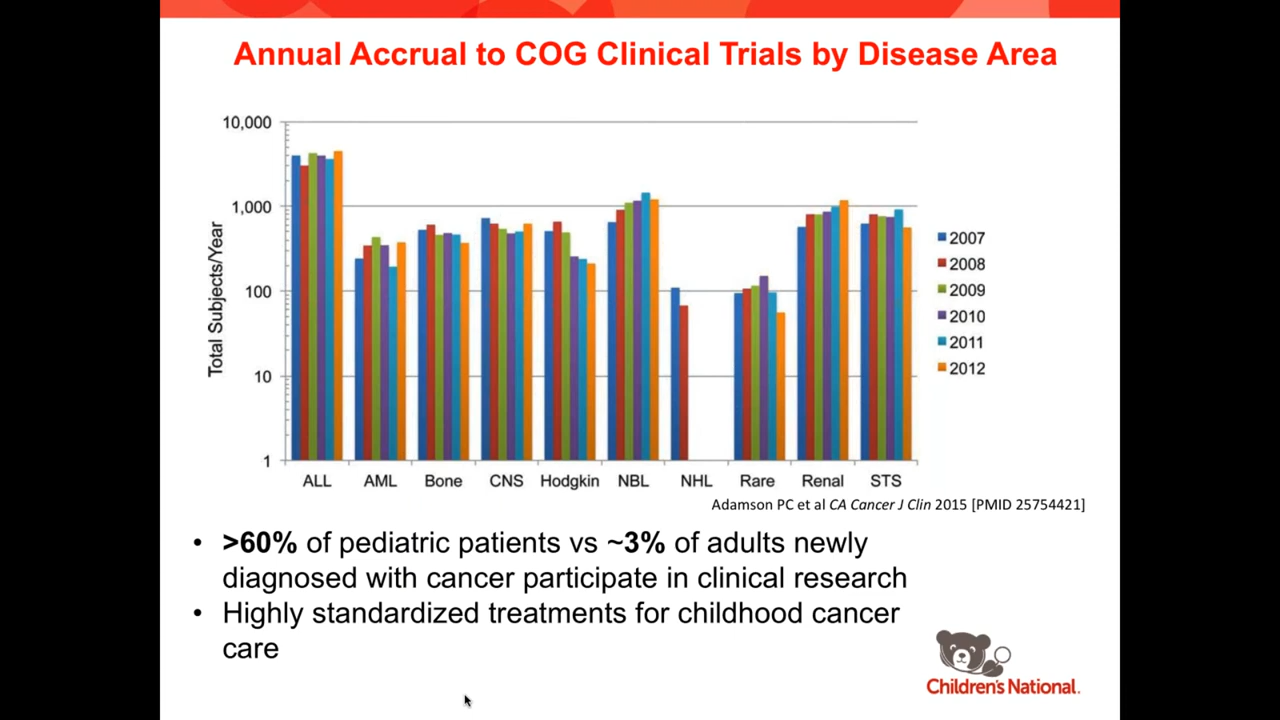 Annual Accrual to COG Clinical Trials by Disease Area
10,000
1,000
100
10
1
Total Subjects/Year
ALL AML Bone CNS Hodgkin NBL NHL Rare Renal STS
2007
2008
2009
2010
2011
2012
Adamson PC et al CA Cancer J Clin 2015 [PMID 25754421]
• >60% of pediatric patients vs ~3% of adults newly
diagnosed with cancer participate in clinical research
• Highly standardized treatments for childhood cancer
care
Children's National.